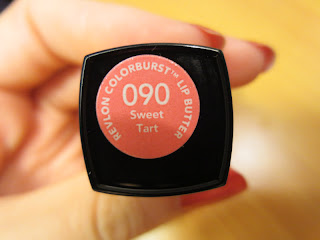 REVLON COLORBURST™ LIP BUTTER
090
Sweet
Tart